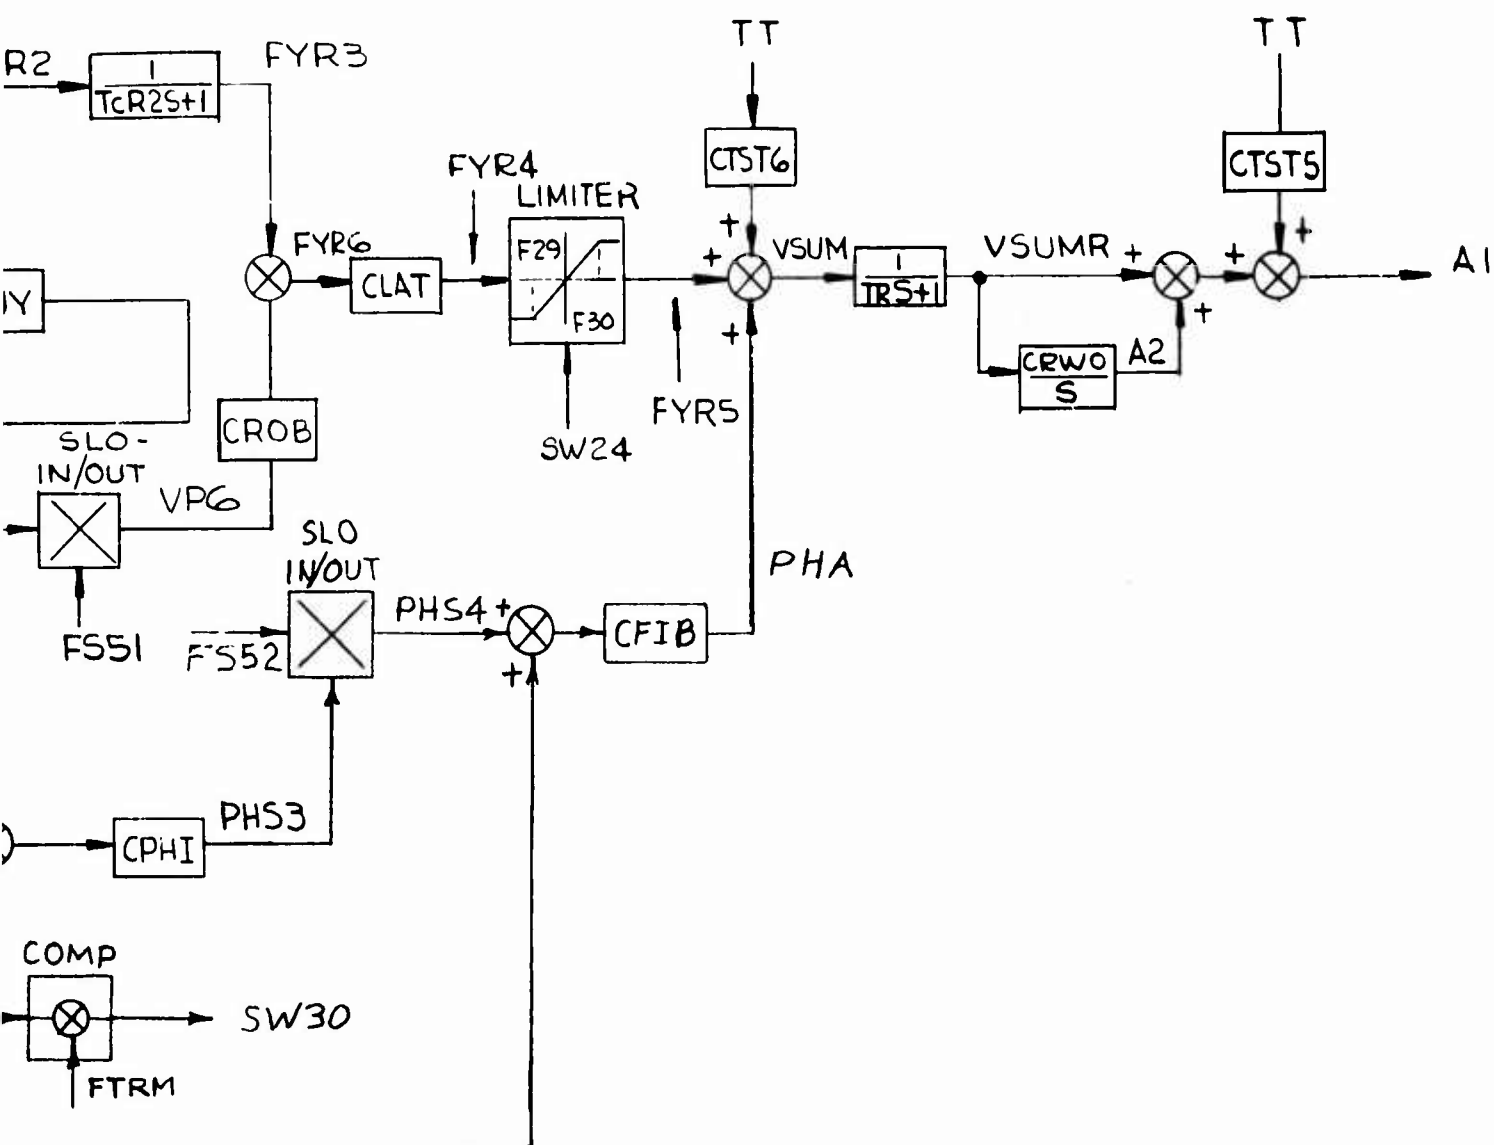 TT
TT
R2
1
TCR2S+1
FYR3
CTST6
CTST5
FYR4
LIMITER
+
+
FYR6
CLAT
F29
F30
+
VSUM
1
TRS+1
VSUMR
+
+
A1
IY
+
+
CRWO
S
A2
FYR5
CROB
SW24
SLO-
IN/OUT
VP6
SLO
IN/OUT
PHA
FS51
FS52
PHS4
+
CFIB
+
PHS3
CPHI
COMP
SW30
FTRM